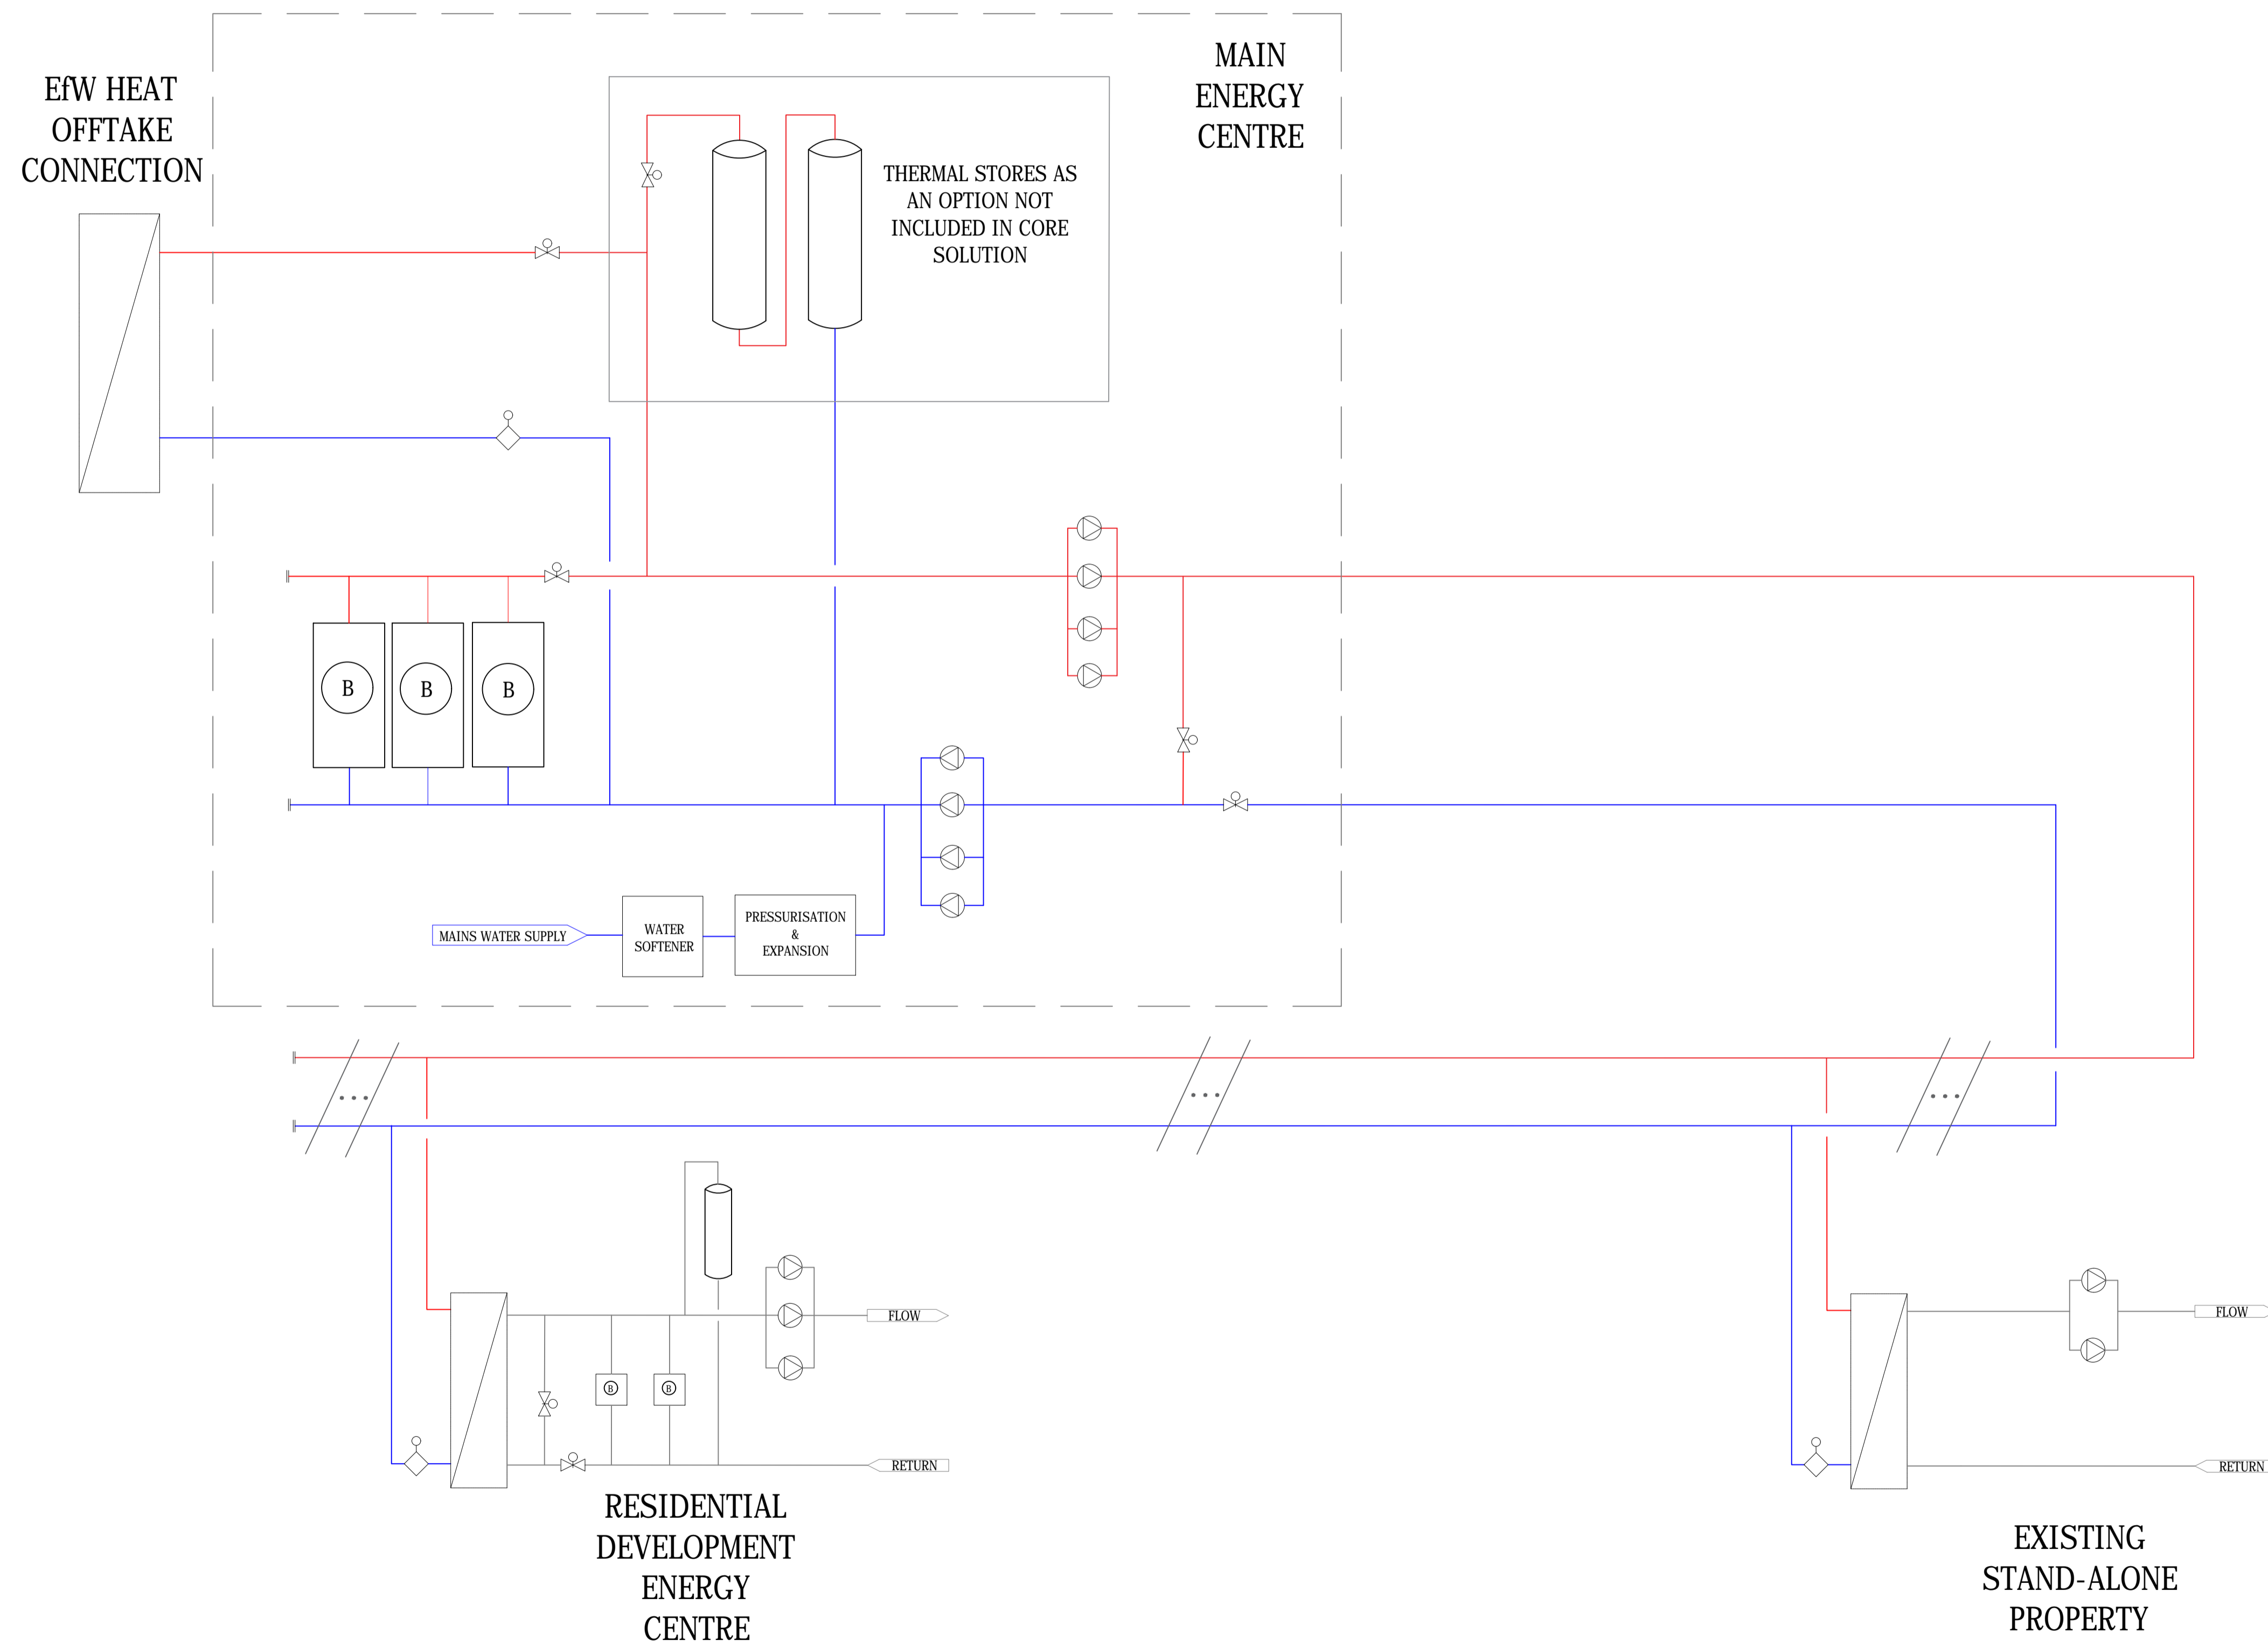 EfW HEAT
OFFTAKE
CONNECTION
MAIN
ENERGY
CENTRE
THERMAL STORES AS
AN OPTION NOT
INCLUDED IN CORE
SOLUTION
B
B
B
MAINS WATER SUPPLY
WATER
SOFTENER
PRESSURISATION
&
EXPANSION
B
B
FLOW
RETURN
RESIDENTIAL
DEVELOPMENT
ENERGY
CENTRE
FLOW
RETURN
EXISTING
STAND-ALONE
PROPERTY